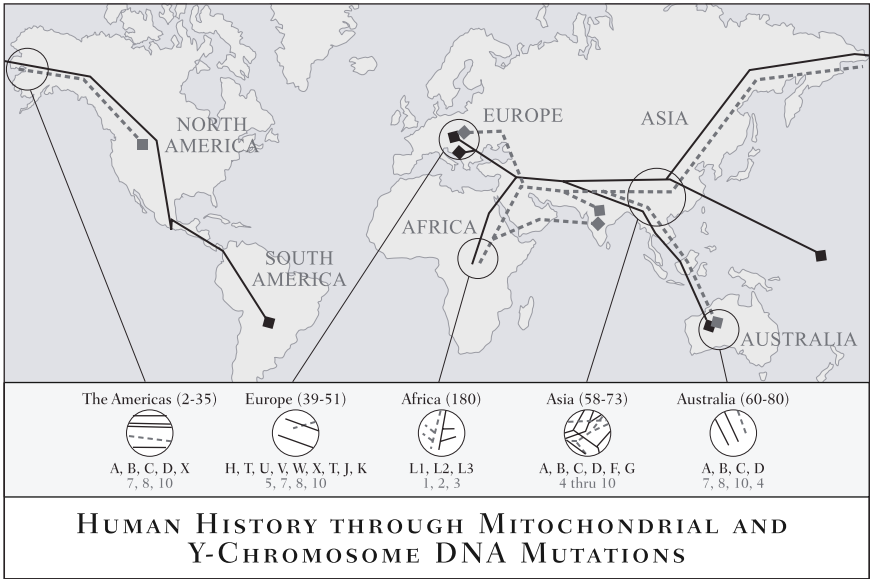 NORTH
AMERICA
SOUTH
AMERICA
EUROPE
AFRICA
ASIA
AUSTRALIA
The Americas (2-35)
A, B, C, D, X
7, 8, 10
Europe (39-51)
H, T, U, V, W, X, T, J, K
5, 7, 8, 10
Africa (180)
L1, L2, L3
1, 2, 3
Asia (58-73)
A, B, C, D, F, G
4 thru 10
Australia (60-80)
A, B, C, D
7, 8, 10, 4
Human History through Mitochondrial and
Y-Chromosome DNA Mutations